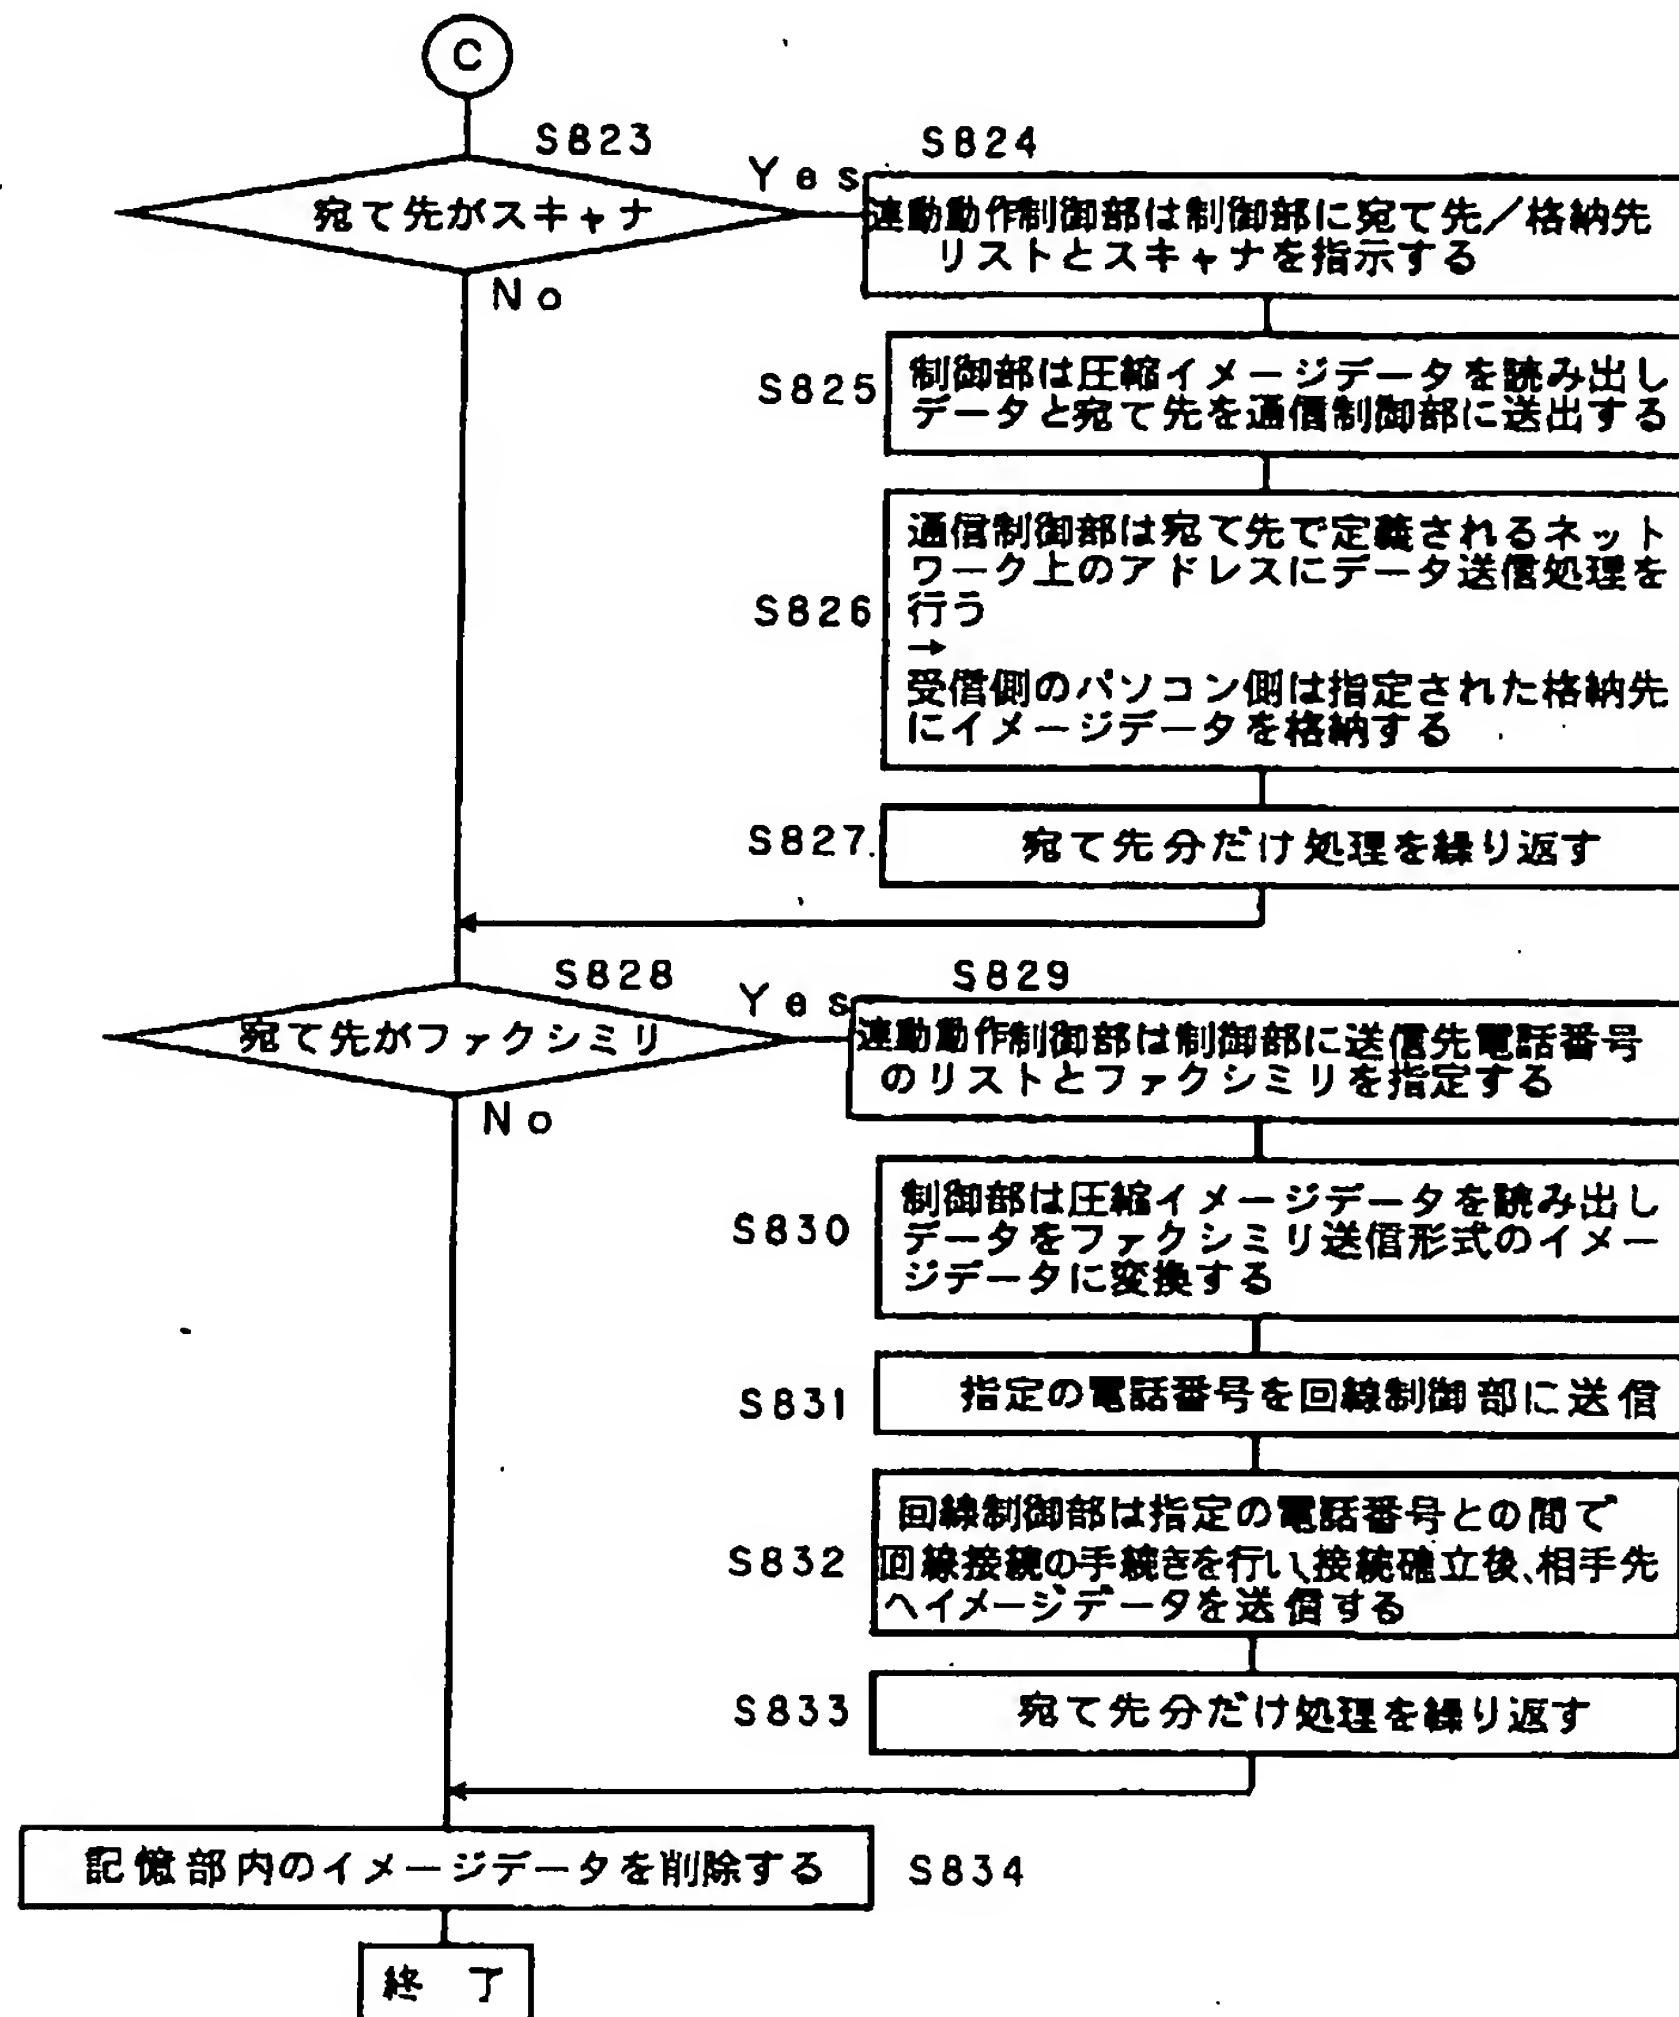 C
S823
宛て先がスキャナ
Yes
No
S824
連動動作制御部は制御部に宛て先/格納先
リストとスキャナを指示する
S825
制御部は圧縮イメージデータを読み出し
データと宛て先を通信制御部に送出する
S826
通信制御部は宛て先で定義されるネット
ワーク上のアドレスにデータ送信処理を
行う
→
受信側のパソコン側は指定された格納先
にイメージデータを格納する
S827
宛て先分だけ処理を繰り返す
S828
宛て先がファクシミリ
Yes
No
S829
連動動作制御部は制御部に送信先電話番号
のリストとファクシミリを指定する
S830
制御部は圧縮イメージデータを読み出し
データをファクシミリ送信形式のイメー
ジデータに変換する
S831
指定の電話番号を回線制御部に送信
S832
回線制御部は指定の電話番号との間で
回線接続の手続きを行い、接続確立後、相手先
へイメージデータを送信する
S833
宛て先分だけ処理を繰り返す
記憶部内のイメージデータを削除する
S834
終 了